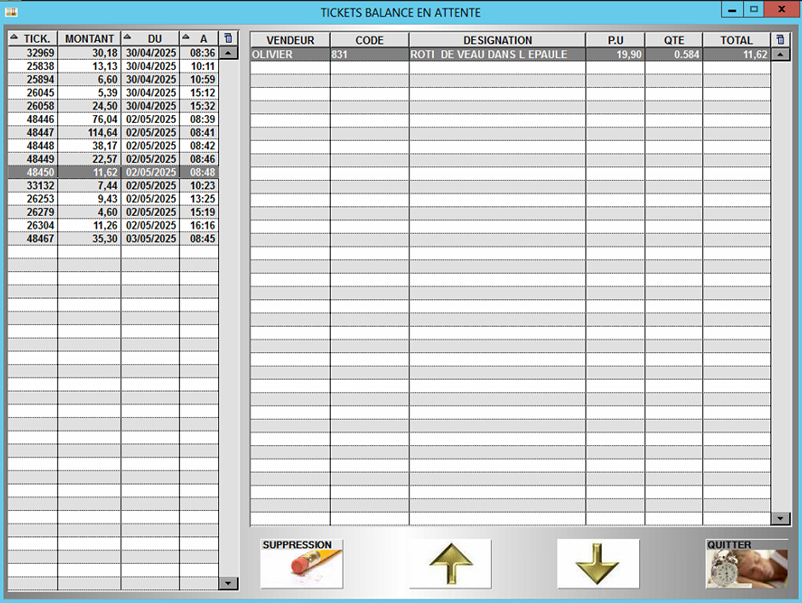 TICKETS BALANCE EN ATTENTE
TICK. MONTANT DU A
32969 30,18 30/04/2025 08:36
25838 13,13 30/04/2025 10:11
25894 6,60 30/04/2025 10:59
26045 5,39 30/04/2025 15:12
26058 24,50 30/04/2025 15:32
48446 76,04 02/05/2025 08:39
48447 114,64 02/05/2025 08:41
48448 38,17 02/05/2025 08:42
48449 22,57 02/05/2025 08:46
48450 11,62 02/05/2025 08:48
33132 7,44 02/05/2025 10:23
26253 9,43 02/05/2025 13:25
26279 4,60 02/05/2025 15:19
26304 11,26 02/05/2025 16:16
48467 35,30 03/05/2025 08:45
VENDEUR CODE DESIGNATION P.U QTE TOTAL
OLIVIER 831 ROTI DE VEAU DANS L EPAULE 19,90 0.584 11,62
SUPPRESSION
QUITTER